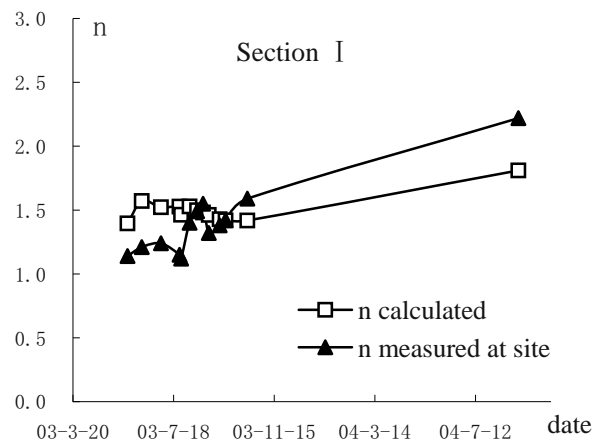 3.0
n
Section Ⅰ
2.5
2.0
1.5
1.0
n calculated
0.5
n measured at site
0.0
03-3-20 03-7-18 03-11-15 04-3-14 04-7-12 date